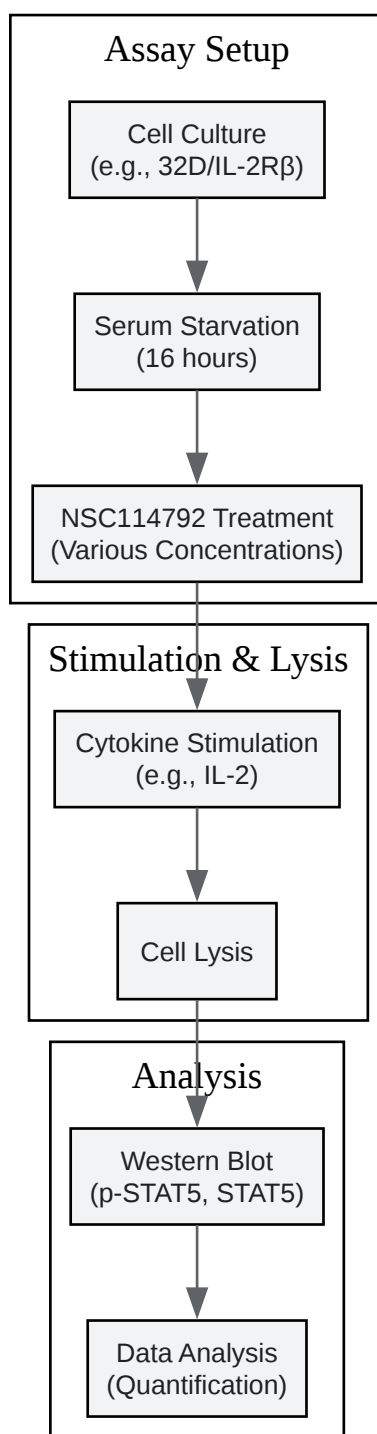 Assay Setup
Cell Culture
(e.g., 32D/IL-2Rβ)
Serum Starvation
(16 hours)
NSC114792 Treatment
(Various Concentrations)
Stimulation & Lysis
Cytokine Stimulation
(e.g., IL-2)
Cell Lysis
Analysis
Western Blot
(p-STAT5, STAT5)
Data Analysis
(Quantification)